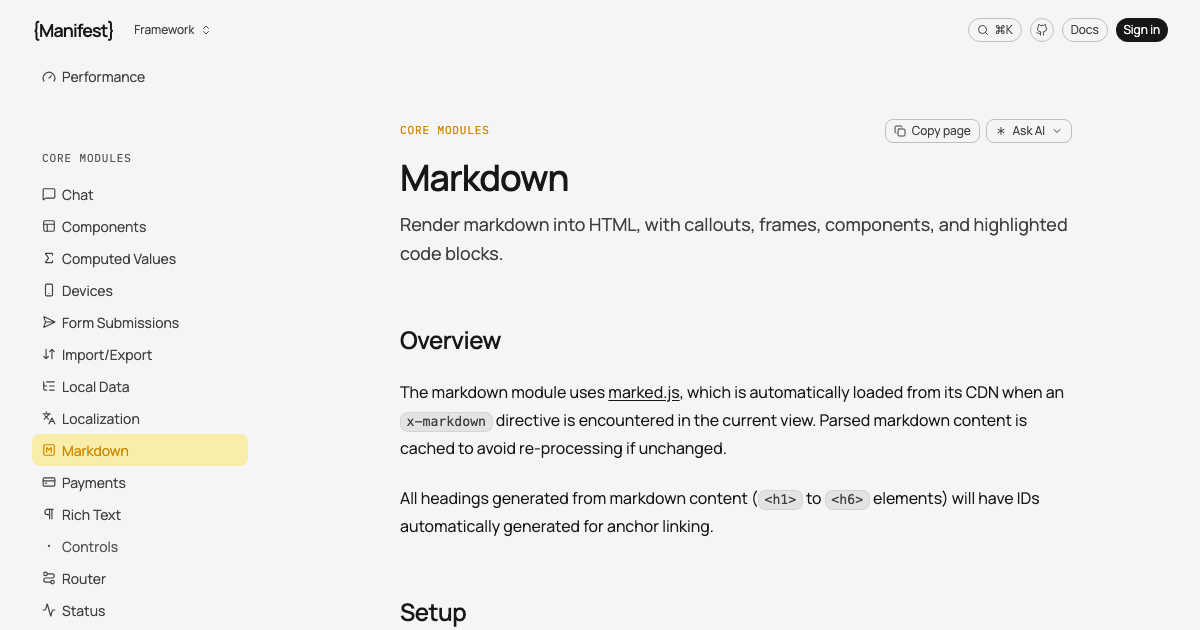 {Manifest}
Framework
⌘K
Docs
Sign in
Performance
CORE MODULES
Chat
Components
Computed Values
Devices
Form Submissions
Import/Export
Local Data
Localization
Markdown
Payments
Rich Text
Controls
Router
Status
CORE MODULES
Copy page
Ask AI
Markdown
Render markdown into HTML, with callouts, frames, components, and highlighted
code blocks.
Overview
The markdown module uses marked.js, which is automatically loaded from its CDN when an
x-markdown directive is encountered in the current view. Parsed markdown content is
cached to avoid re-processing if unchanged.
All headings generated from markdown content (<h1> to <h6> elements) will have IDs
automatically generated for anchor linking.
Setup